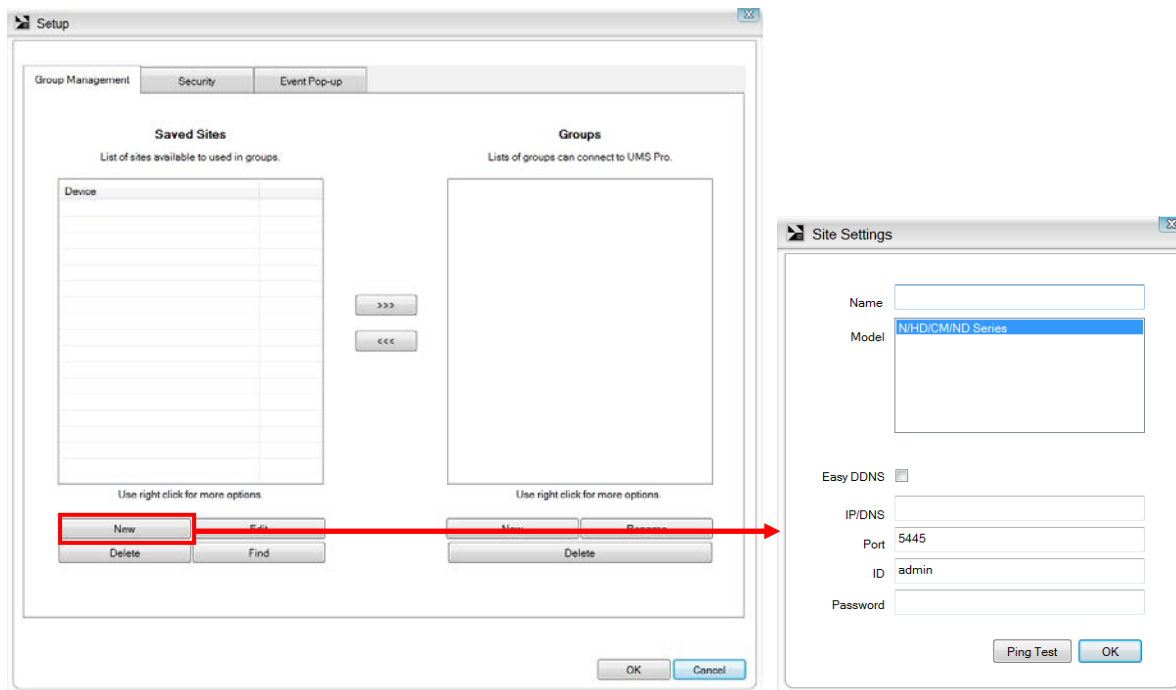 Setup
Group Management Security Event Pop-up
Saved Sites
List of sites available to used in groups.
Device
Use right click for more options.
New Edit
Delete Find
>>>
<<<
Groups
Lists of groups can connect to UMS Pro.
Use right click for more options.
New Rename
Delete
OK Cancel
Site Settings
Name
Model N/HD/CM/ND Series
Easy DDNS
IP/DNS
Port 5445
ID admin
Password
Ping Test OK